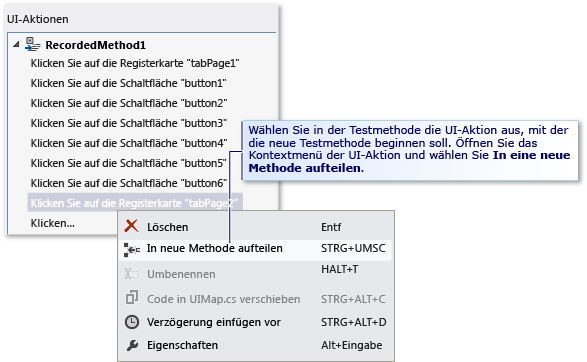 UI-Aktionen
RecordedMethod1
Klicken Sie auf die Registerkarte "tabPage1"
Klicken Sie auf die Schaltfläche "button1"
Klicken Sie auf die Schaltfläche "button2"
Klicken Sie auf die Schaltfläche "button3"
Klicken Sie auf die Schaltfläche "button4"
Klicken Sie auf die Schaltfläche "button5"
Klicken Sie auf die Schaltfläche "button6"
Klicken Sie auf die Registerkarte "tabPage2"
Klicken...
Wählen Sie in der Testmethode die UI-Aktion aus, mit der
die neue Testmethode beginnen soll. Öffnen Sie das
Kontextmenü der UI-Aktion und wählen Sie In eine neue
Methode aufteilen.
Löschen Entf
In neue Methode aufteilen STRG+UMSC
HALT+T
Umbenennen
Code in UIMap.cs verschieben STRG+ALT+C
Verzögerung einfügen vor STRG+ALT+D
Eigenschaften Alt+Eingabe